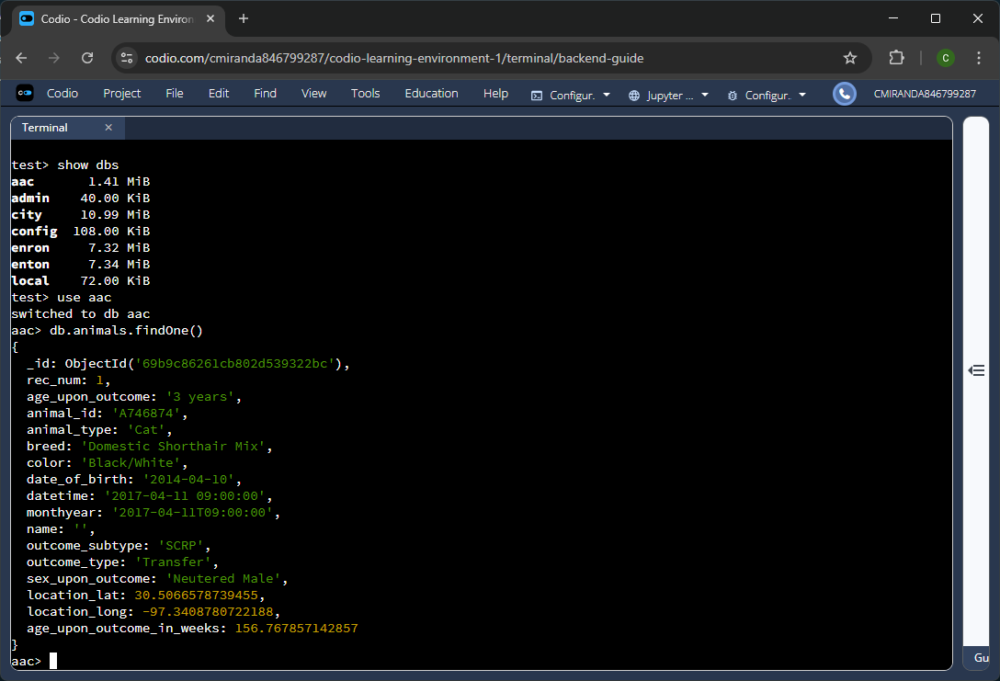 Codio - Codio Learning Environ
codio.com/cmiranda846799287/codio-learning-environment-1/terminal/backend-guide
C
Codio Project File Edit Find View Tools Education Help Configur. Jupyter ... Configur.. CMIRANDA846799287
Terminal
test> show dbs
aac 1.41 MiB
admin 40.00 KiB
city 10.99 MiB
config 108.00 KiB
enron 7.32 MiB
enton 7.34 MiB
local 72.00 KiB
test> use aac
switched to db aac
aac> db.animals.findOne()
{
_id: ObjectId('69b9c86261cb802d539322bc'),
rec_num: 1,
age_upon_outcome: '3 years',
animal_id: 'A746874',
animal_type: 'Cat',
breed: 'Domestic Shorthair Mix',
color: 'Black/White',
date_of_birth: '2014-04-10',
datetime: '2017-04-11 09:00:00',
monthyear: '2017-04-11T09:00:00',
name: '',
outcome_subtype: 'SCRP',
outcome_type: 'Transfer',
sex_upon_outcome: 'Neutered Male',
location_lat: 30.5066578739455,
location_long: -97.3408780722188,
age_upon_outcome_in_weeks: 156.767857142857
}
aac>
Gu